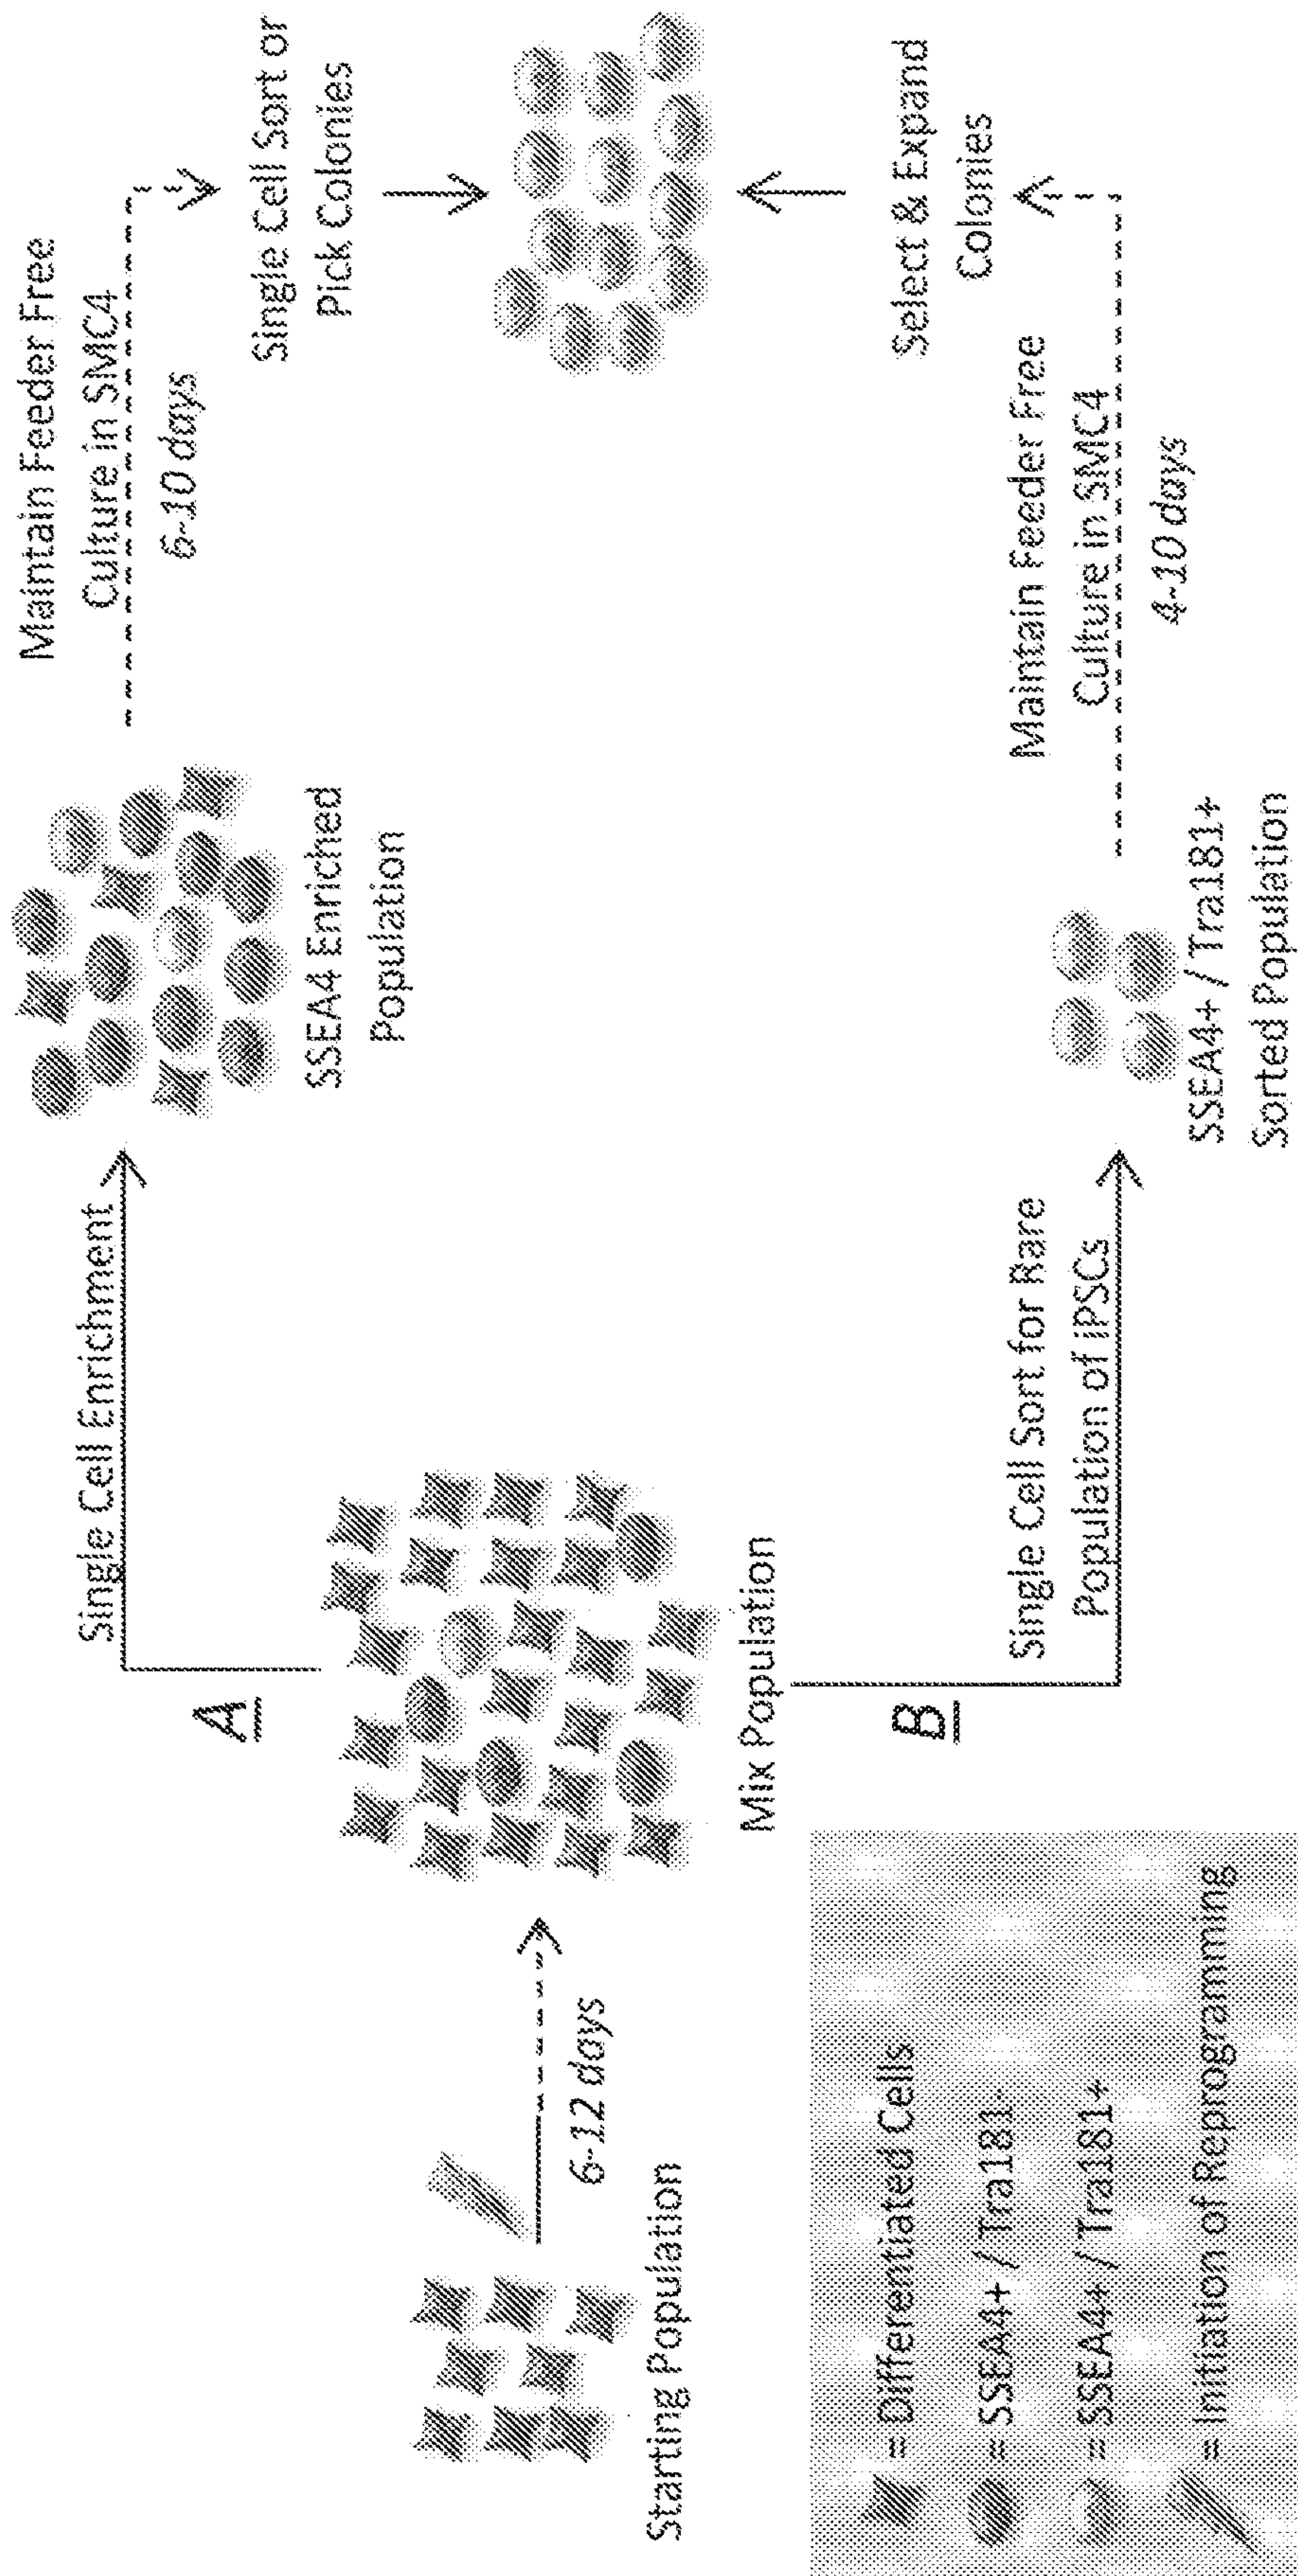 Starting Population
6-12 days
Mix Population
A
Single Cell Enrichment
SSEA4 Enriched
Population
Maintain Feeder Free
Culture in SMC4
6-10 days
Single Cell Sort or
Pick Colonies
B
Single Cell Sort for Rare
Population of iPSCs
SSEA4+ / Tra181+
Sorted Population
Maintain Feeder Free
Culture in SMC4
4-10 days
Select & Expand
Colonies
= Differentiated Cells
= SSEA4+ / Tra181-
= SSEA4+ / Tra181+
= Initiation of Reprogramming